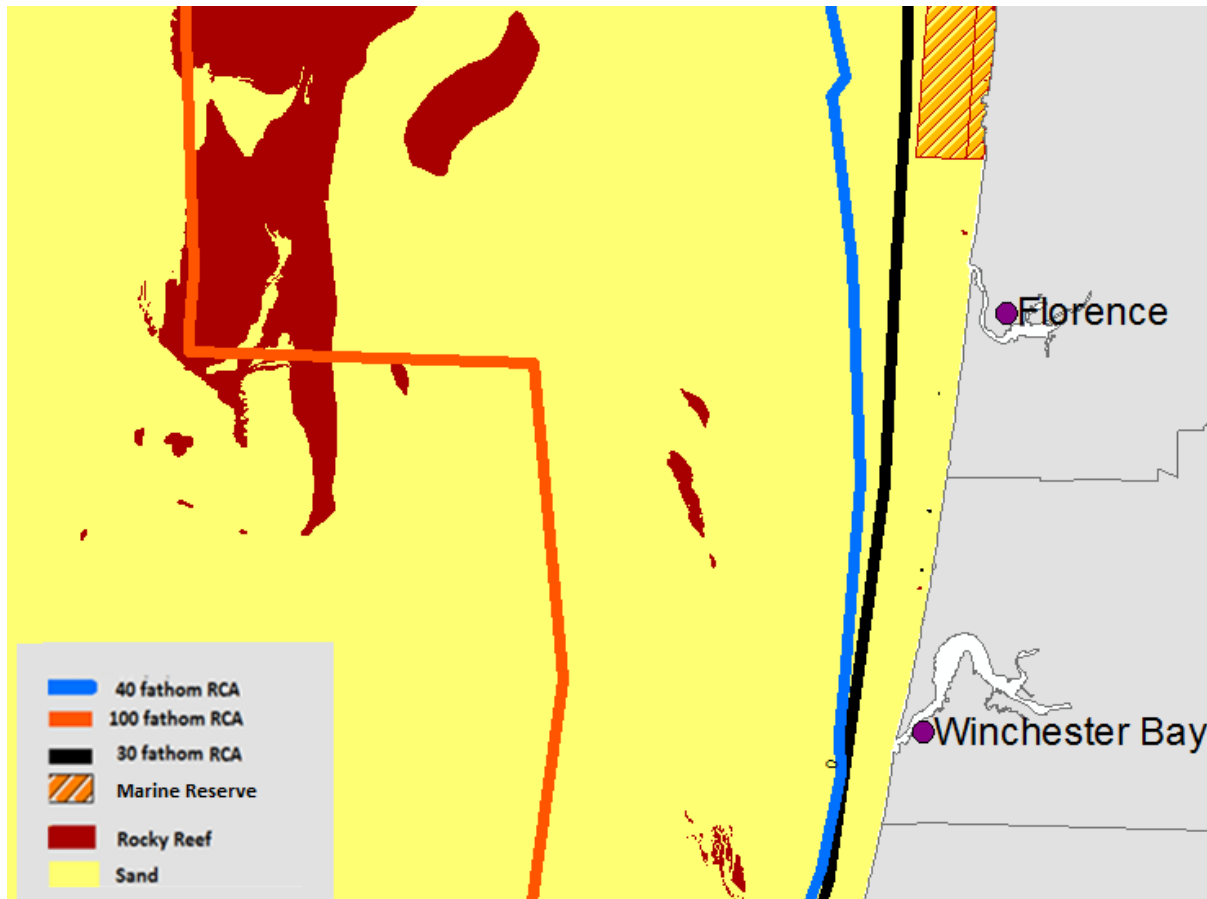 Florence
Winchester Bay
40 fathom RCA
100 fathom RCA
30 fathom RCA
Marine Reserve
Rocky Reef
Sand